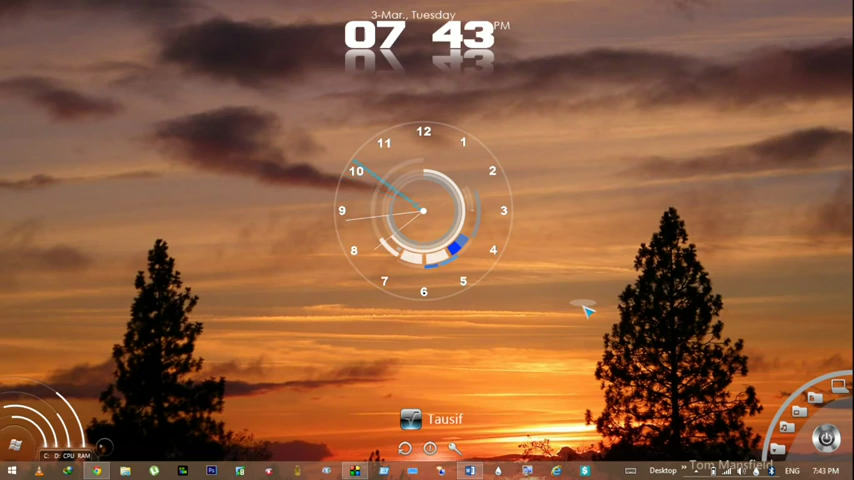 3-Mar., Tuesday
07 43 PM
12
11 1
10 2
9 3
8 4
7 5
6
Tausif
C: D: CPU RAM
Tom Mansfield
Desktop » ENG 7:43 PM